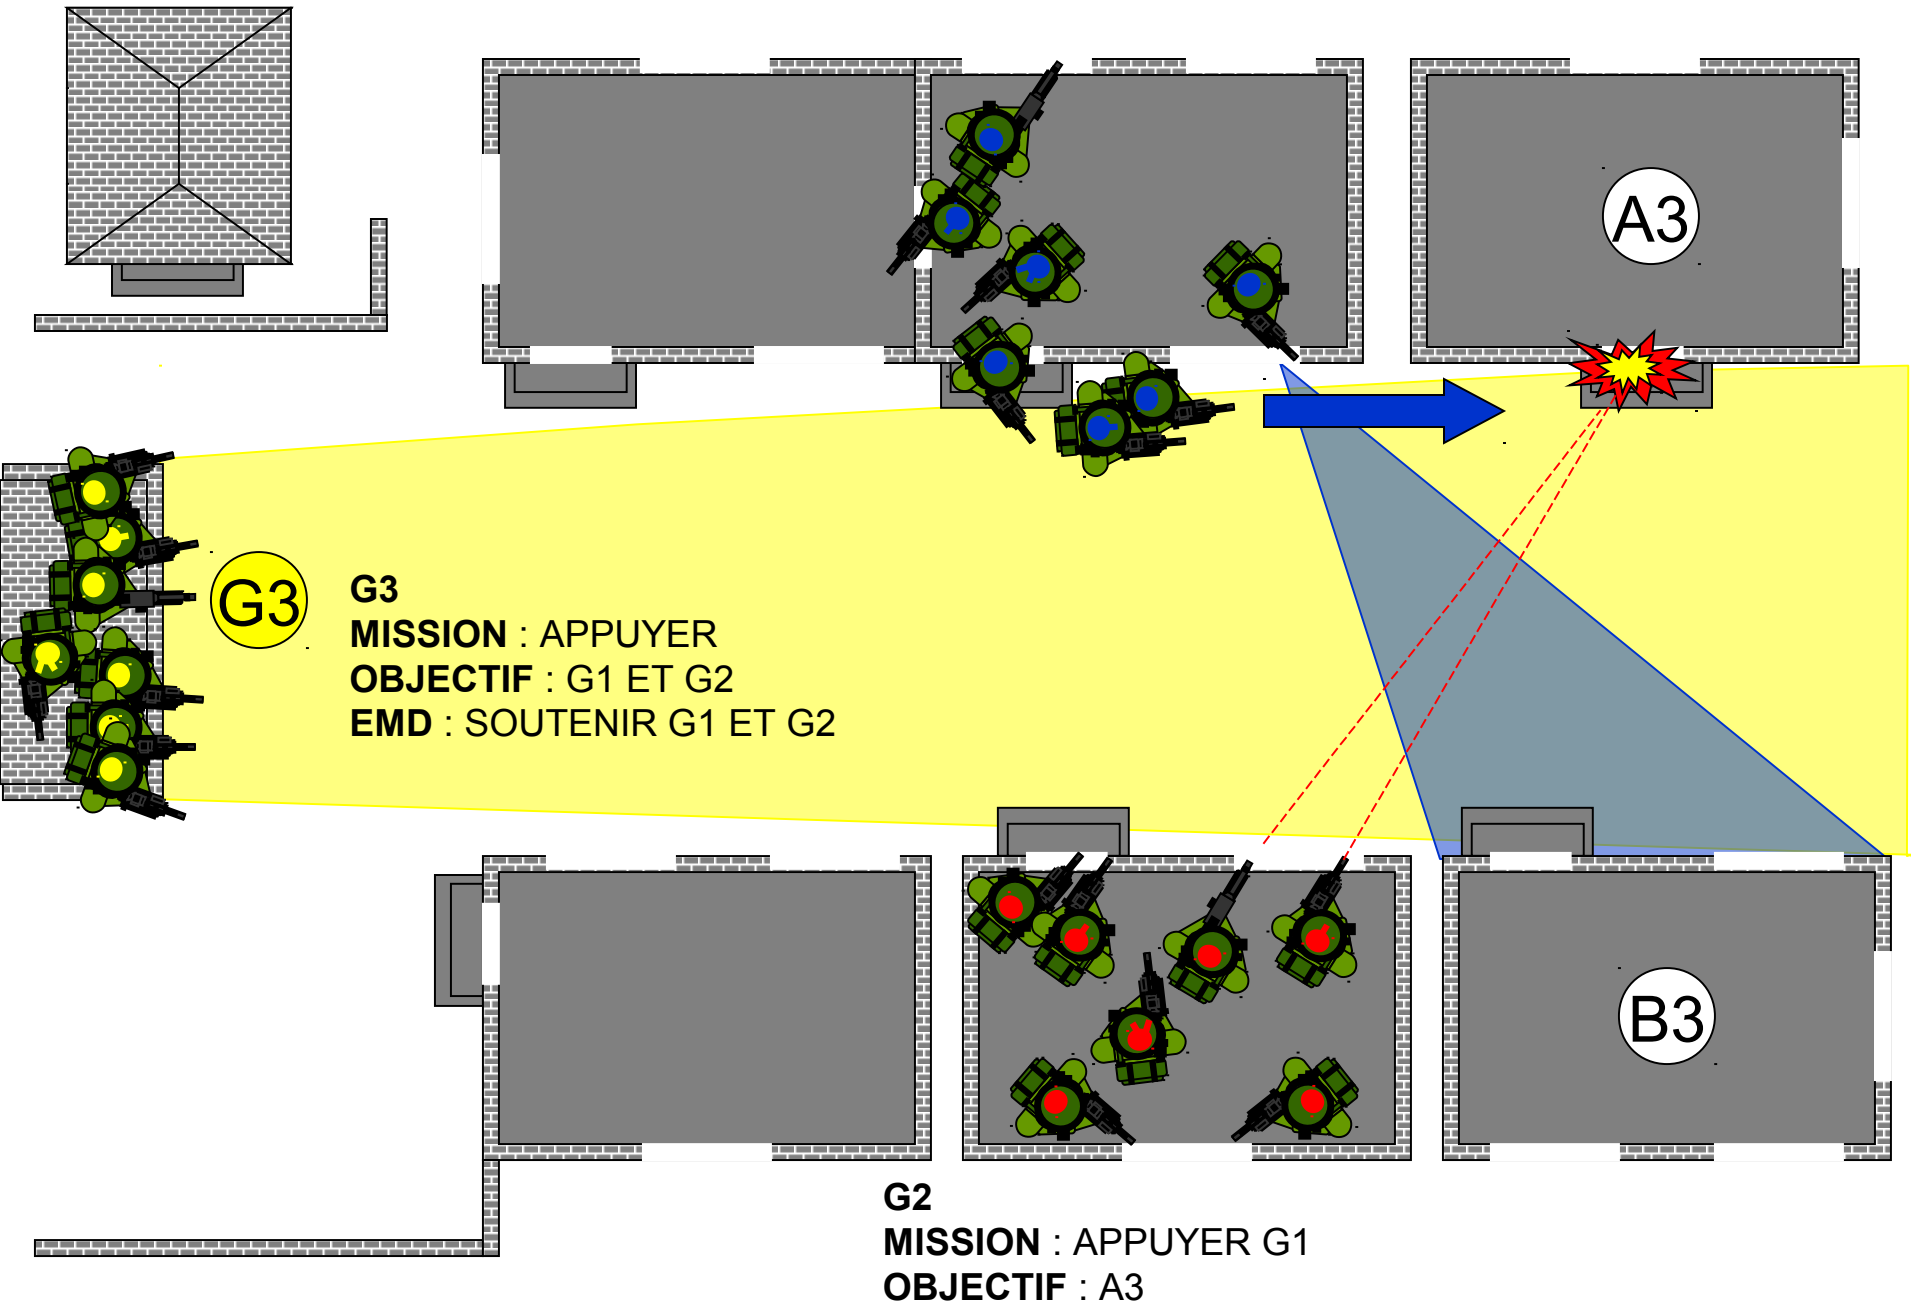 A3
G3
G3
MISSION : APPUYER
OBJECTIF : G1 ET G2
EMD : SOUTENIR G1 ET G2
B3
G2
MISSION : APPUYER G1
OBJECTIF : A3